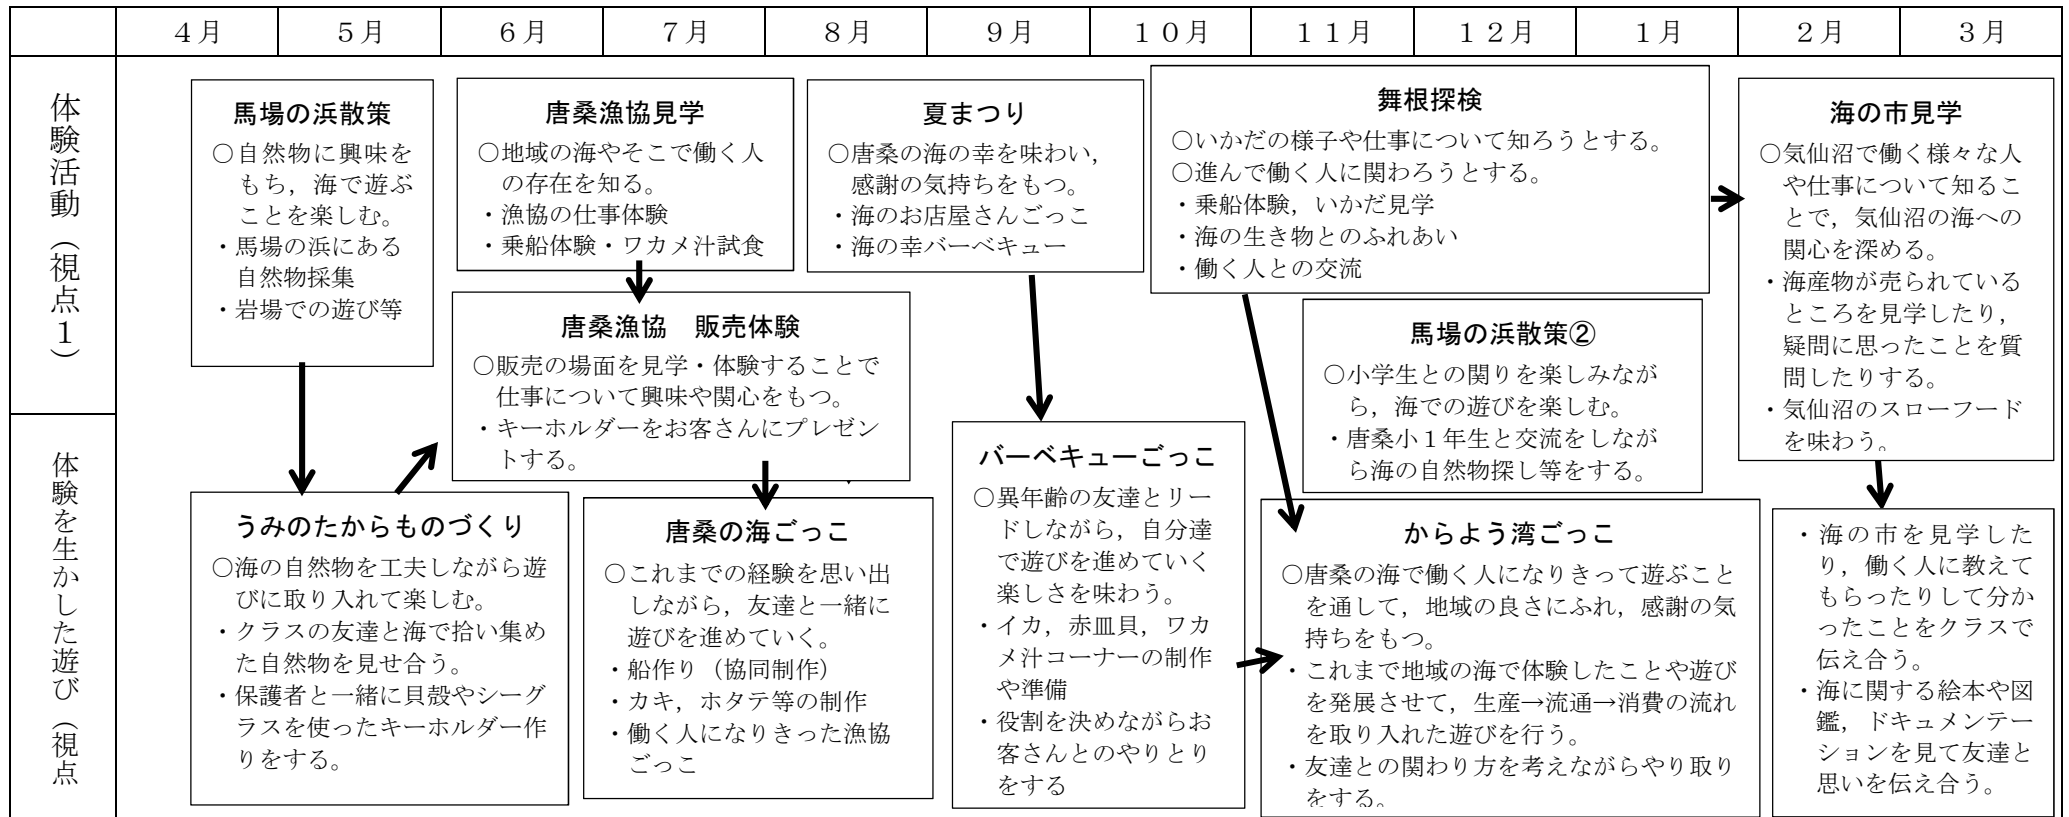 4月 5月 6月 7月 8月 9月 10月 11月 12月 1月 2月 3月
体験活動（視点1）
馬場の浜散策
○自然物に興味を
もち，海で遊ぶ
ことを楽しむ。
・馬場の浜にある
自然物採集
・岩場での遊び等
唐桑漁協見学
○地域の海やそこで働く人
の存在を知る。
・漁協の仕事体験
・乗船体験・ワカメ汁試食
唐桑漁協　販売体験
○販売の場面を見学・体験することで
仕事について興味や関心をもつ。
・キーホルダーをお客さんにプレゼン
トする。
夏まつり
○唐桑の海の幸を味わい，
感謝の気持ちをもつ。
・海のお店屋さんごっこ
・海の幸バーベキュー
舞根探検
○いかだの様子や仕事について知ろうとする。
○進んで働く人に関わろうとする。
・乗船体験，いかだ見学
・海の生き物とのふれあい
・働く人との交流
馬場の浜散策②
○小学生との関りを楽しみなが
ら，海での遊びを楽しむ。
・唐桑小１年生と交流をしなが
ら海の自然物探し等をする。
海の市見学
○気仙沼で働く様々な人
や仕事について知るこ
とで，気仙沼の海への
関心を深める。
・海産物が売られている
ところを見学したり，
疑問に思ったことを質
問したりする。
・気仙沼のスローフード
を味わう。
体験を生かした遊び（視点
うみのたからものづくり
○海の自然物を工夫しながら遊
びに取り入れて楽しむ。
・クラスの友達と海で拾い集め
た自然物を見せ合う。
・保護者と一緒に貝殻やシーグ
ラスを使ったキーホルダー作
りをする。
唐桑の海ごっこ
○これまでの経験を思い出
しながら，友達と一緒に
遊びを進めていく。
・船作り（協同制作）
・カキ，ホタテ等の制作
・働く人になりきった漁協
ごっこ
バーベキューごっこ
○異年齢の友達とリー
ドしながら，自分達
で遊びを進めていく
楽しさを味わう。
・イカ，赤皿貝，ワカ
メ汁コーナーの制作
や準備
・役割を決めながらお
客さんとのやりとり
をする
からよう湾ごっこ
○唐桑の海で働く人になりきって遊ぶこと
を通して，地域の良さにふれ，感謝の気
持ちをもつ。
・これまで地域の海で体験したことや遊び
を発展させて，生産→流通→消費の流れ
を取り入れた遊びを行う。
・友達との関わり方を考えながらやり取り
をする。
・海の市を見学した
り，働く人に教えて
もらったりして分か
ったことをクラスで
伝え合う。
・海に関する絵本や図
鑑，ドキュメンテー
ションを見て友達と
思いを伝え合う。